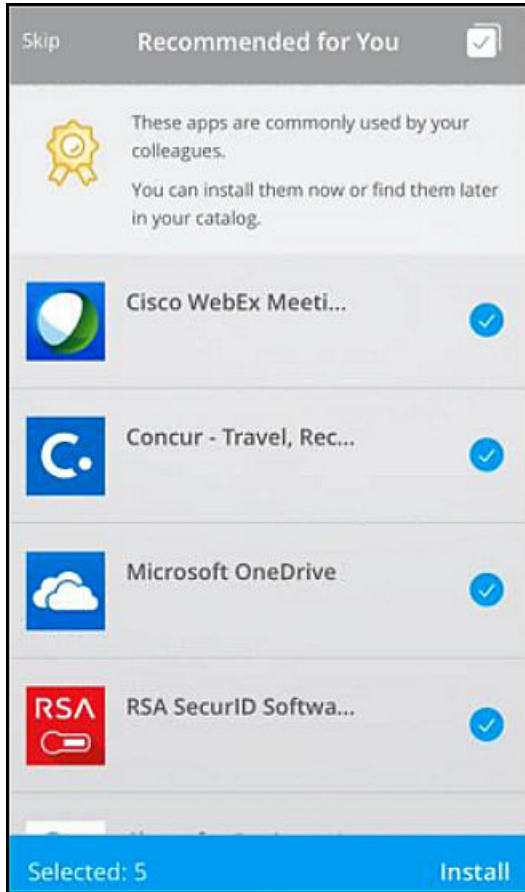 Skip
Recommended for You
These apps are commonly used by your
colleagues.
You can install them now or find them later
in your catalog.
Cisco WebEx Meeti...
Concur - Travel, Rec...
C.
Microsoft OneDrive
RSA SecurID Softwa...
RSA
Selected: 5
Install